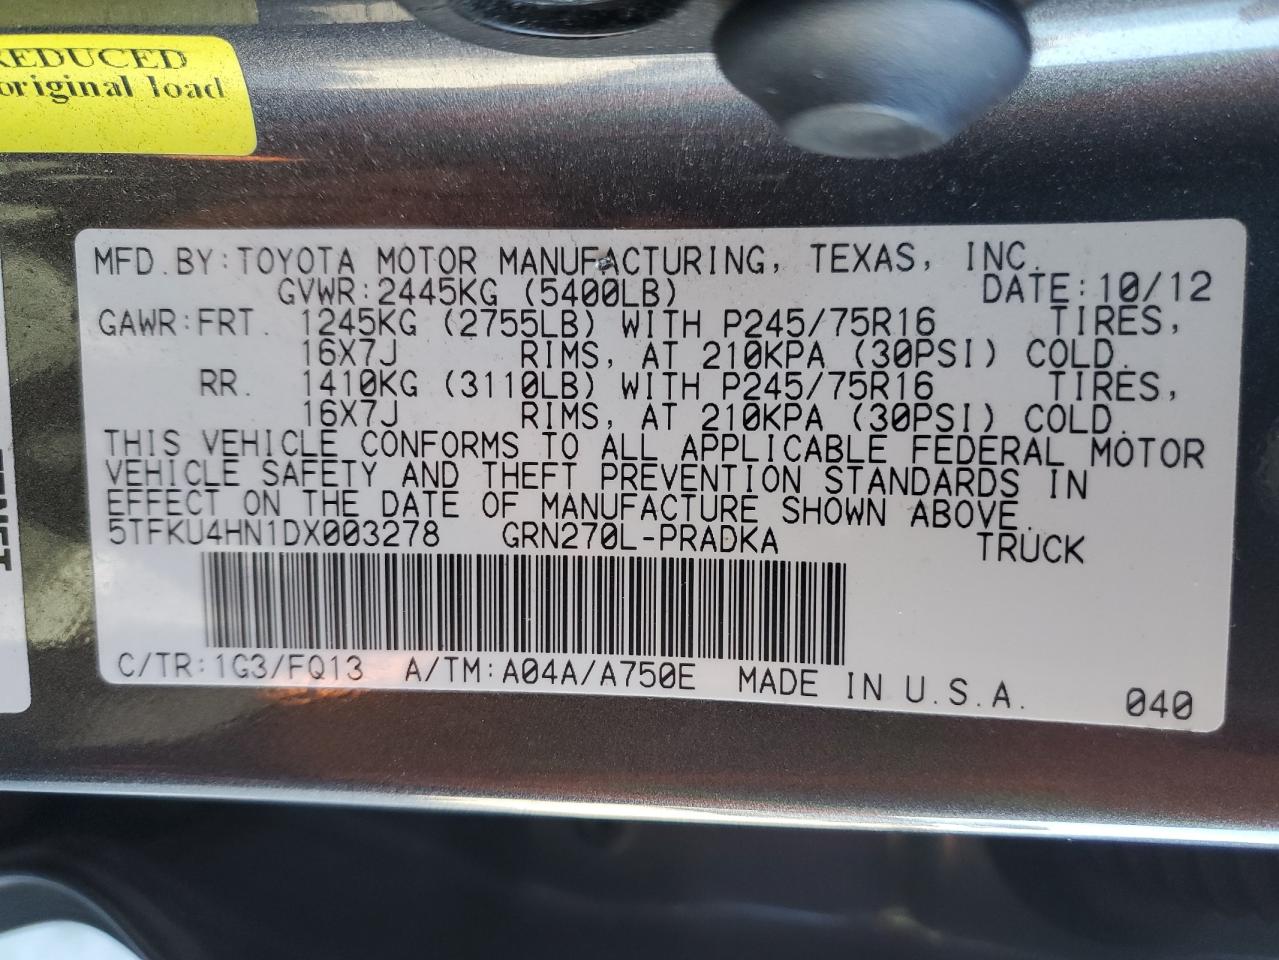 REDUCED
original load
MFD.BY:TOYOTA MOTOR MANUFACTURING, TEXAS, INC.
GVWR:2445KG (5400LB) DATE:10/12
GAWR:FRT. 1245KG (2755LB) WITH P245/75R16 TIRES,
16X7J RIMS, AT 210KPA (30PSI) COLD.
RR. 1410KG (3110LB) WITH P245/75R16 TIRES,
16X7J RIMS, AT 210KPA (30PSI) COLD.
THIS VEHICLE CONFORMS TO ALL APPLICABLE FEDERAL MOTOR
VEHICLE SAFETY AND THEFT PREVENTION STANDARDS IN
EFFECT ON THE DATE OF MANUFACTURE SHOWN ABOVE.
5TFKU4HN1DX003278 GRN270L-PRADKA TRUCK
C/TR:1G3/FQ13 A/TM:A04A/A750E MADE IN U.S.A. 040